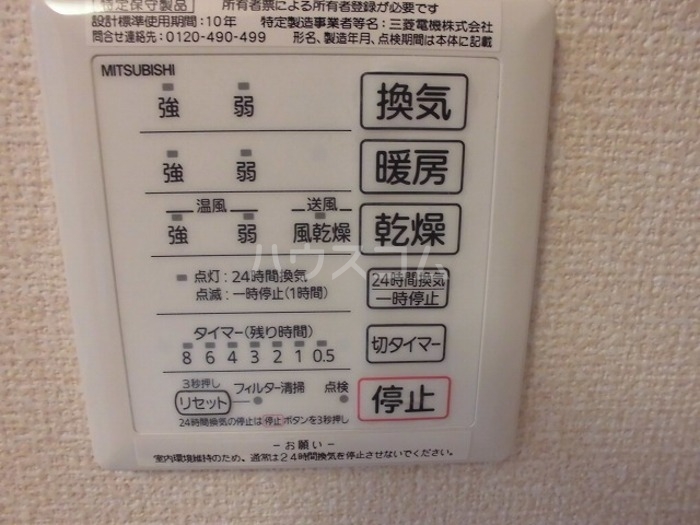 特定保守製品 所有者票による所有者登録が必要です
設計標準使用期間:10年 特定製造事業者等名:三菱電機株式会社
問合せ連絡先:0120-490-499 形名、製造年月、点検期間は本体に記載
MITSUBISHI
強 弱 換気
強 弱 暖房
温風 送風
強 弱 風乾燥 乾燥
点灯:24時間換気
点滅:一時停止(1時間)
24時間換気
一時停止
タイマー(残り時間)
8 6 4 3 2 1 0.5
切タイマー
3秒押し
リセット フィルター清掃 点検
停止
24時間換気の停止は停止ボタンを3秒押し
-お願い-
室内環境維持のため、通常は24時間換気を停止させないでください。
ハウスコム